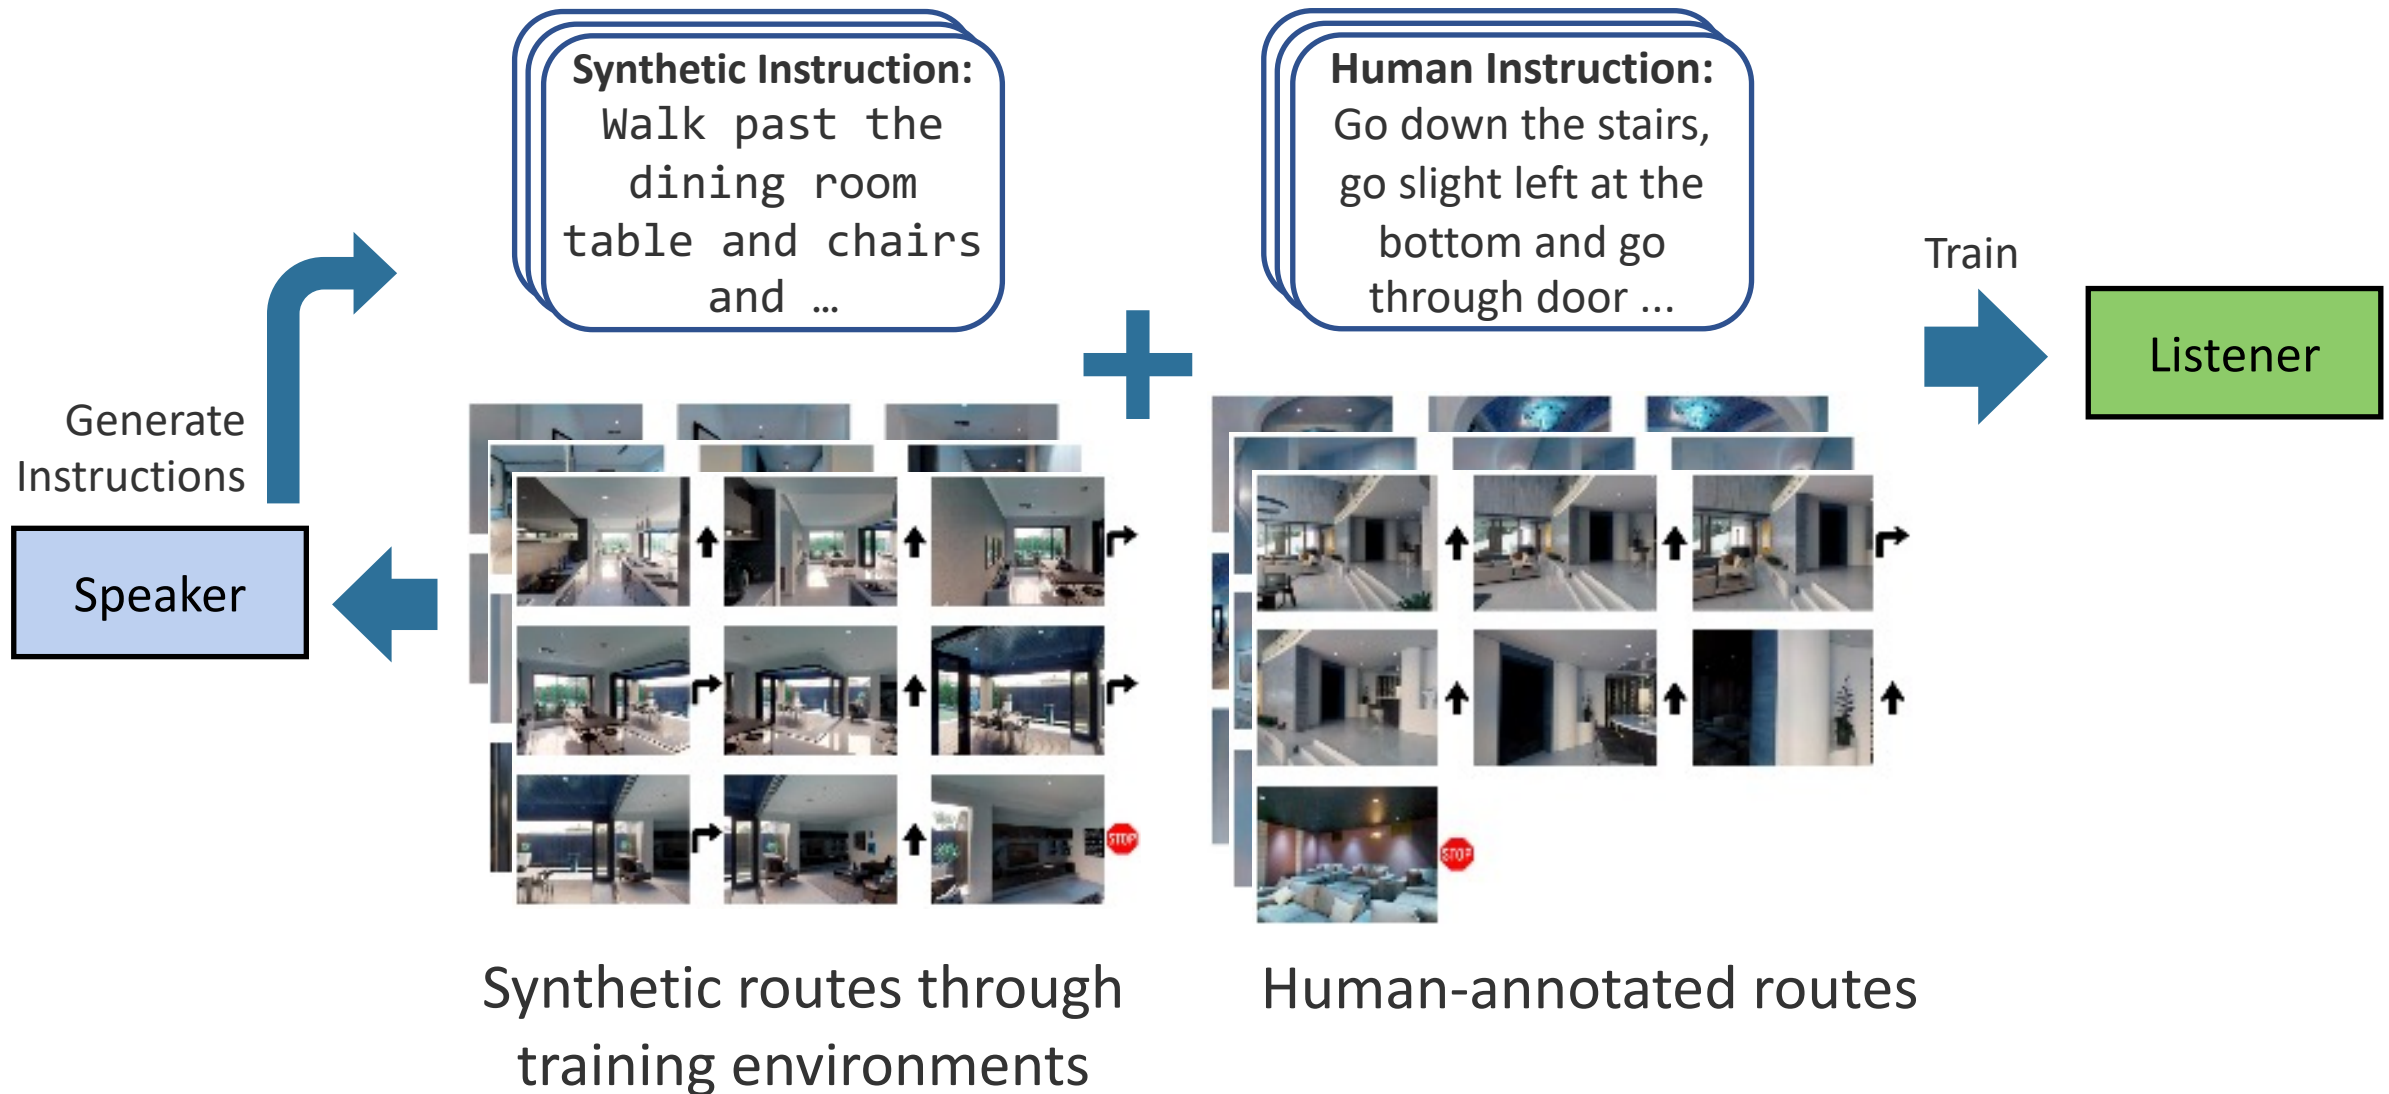 Synthetic Instruction:
Walk past the
dining room
table and chairs
and …
Human Instruction:
Go down the stairs,
go slight left at the
bottom and go
through door ...
Train
Listener
Generate
Instructions
Speaker
STOP
STOP
Synthetic routes through
training environments
Human-annotated routes